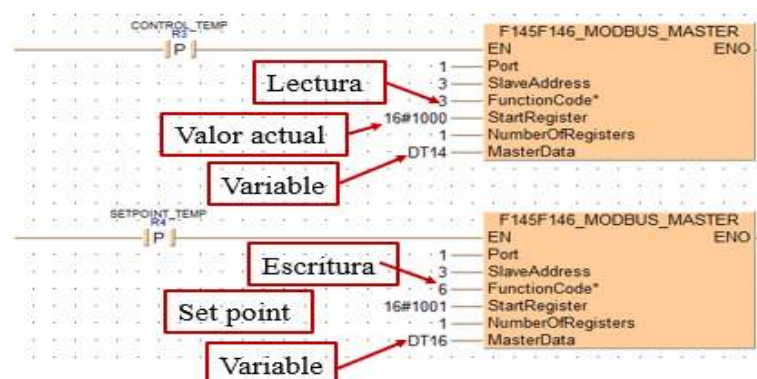 CONTROL_TEMP
R3
P
F145F146_MODBUS_MASTER
EN ENO
1 Port
3 SlaveAddress
Lectura
3 FunctionCode*
16#1000 StartRegister
Valor actual
1 NumberOfRegisters
DT14 MasterData
Variable
SETPOINT_TEMP
R4
P
F145F146_MODBUS_MASTER
EN ENO
1 Port
3 SlaveAddress
Escritura
6 FunctionCode*
Set point
16#1001 StartRegister
1 NumberOfRegisters
DT16 MasterData
Variable